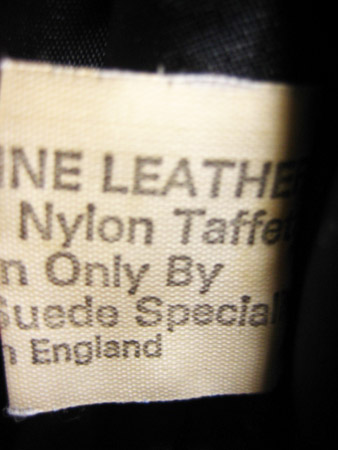 INE LEATHE
Nylon Taffe
n Only By
Suede Special
n England